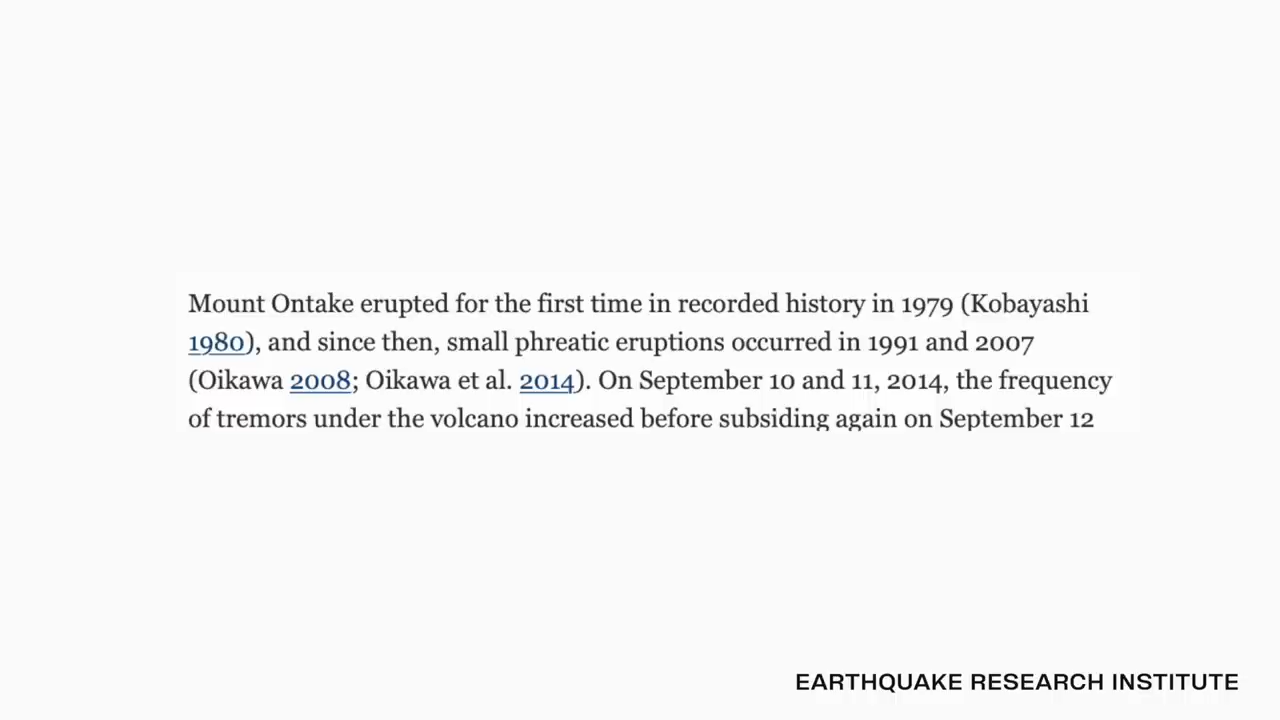 Mount Ontake erupted for the first time in recorded history in 1979 (Kobayashi
1980), and since then, small phreatic eruptions occurred in 1991 and 2007
(Oikawa 2008; Oikawa et al. 2014). On September 10 and 11, 2014, the frequency
of tremors under the volcano increased before subsiding again on September 12
EARTHQUAKE RESEARCH INSTITUTE